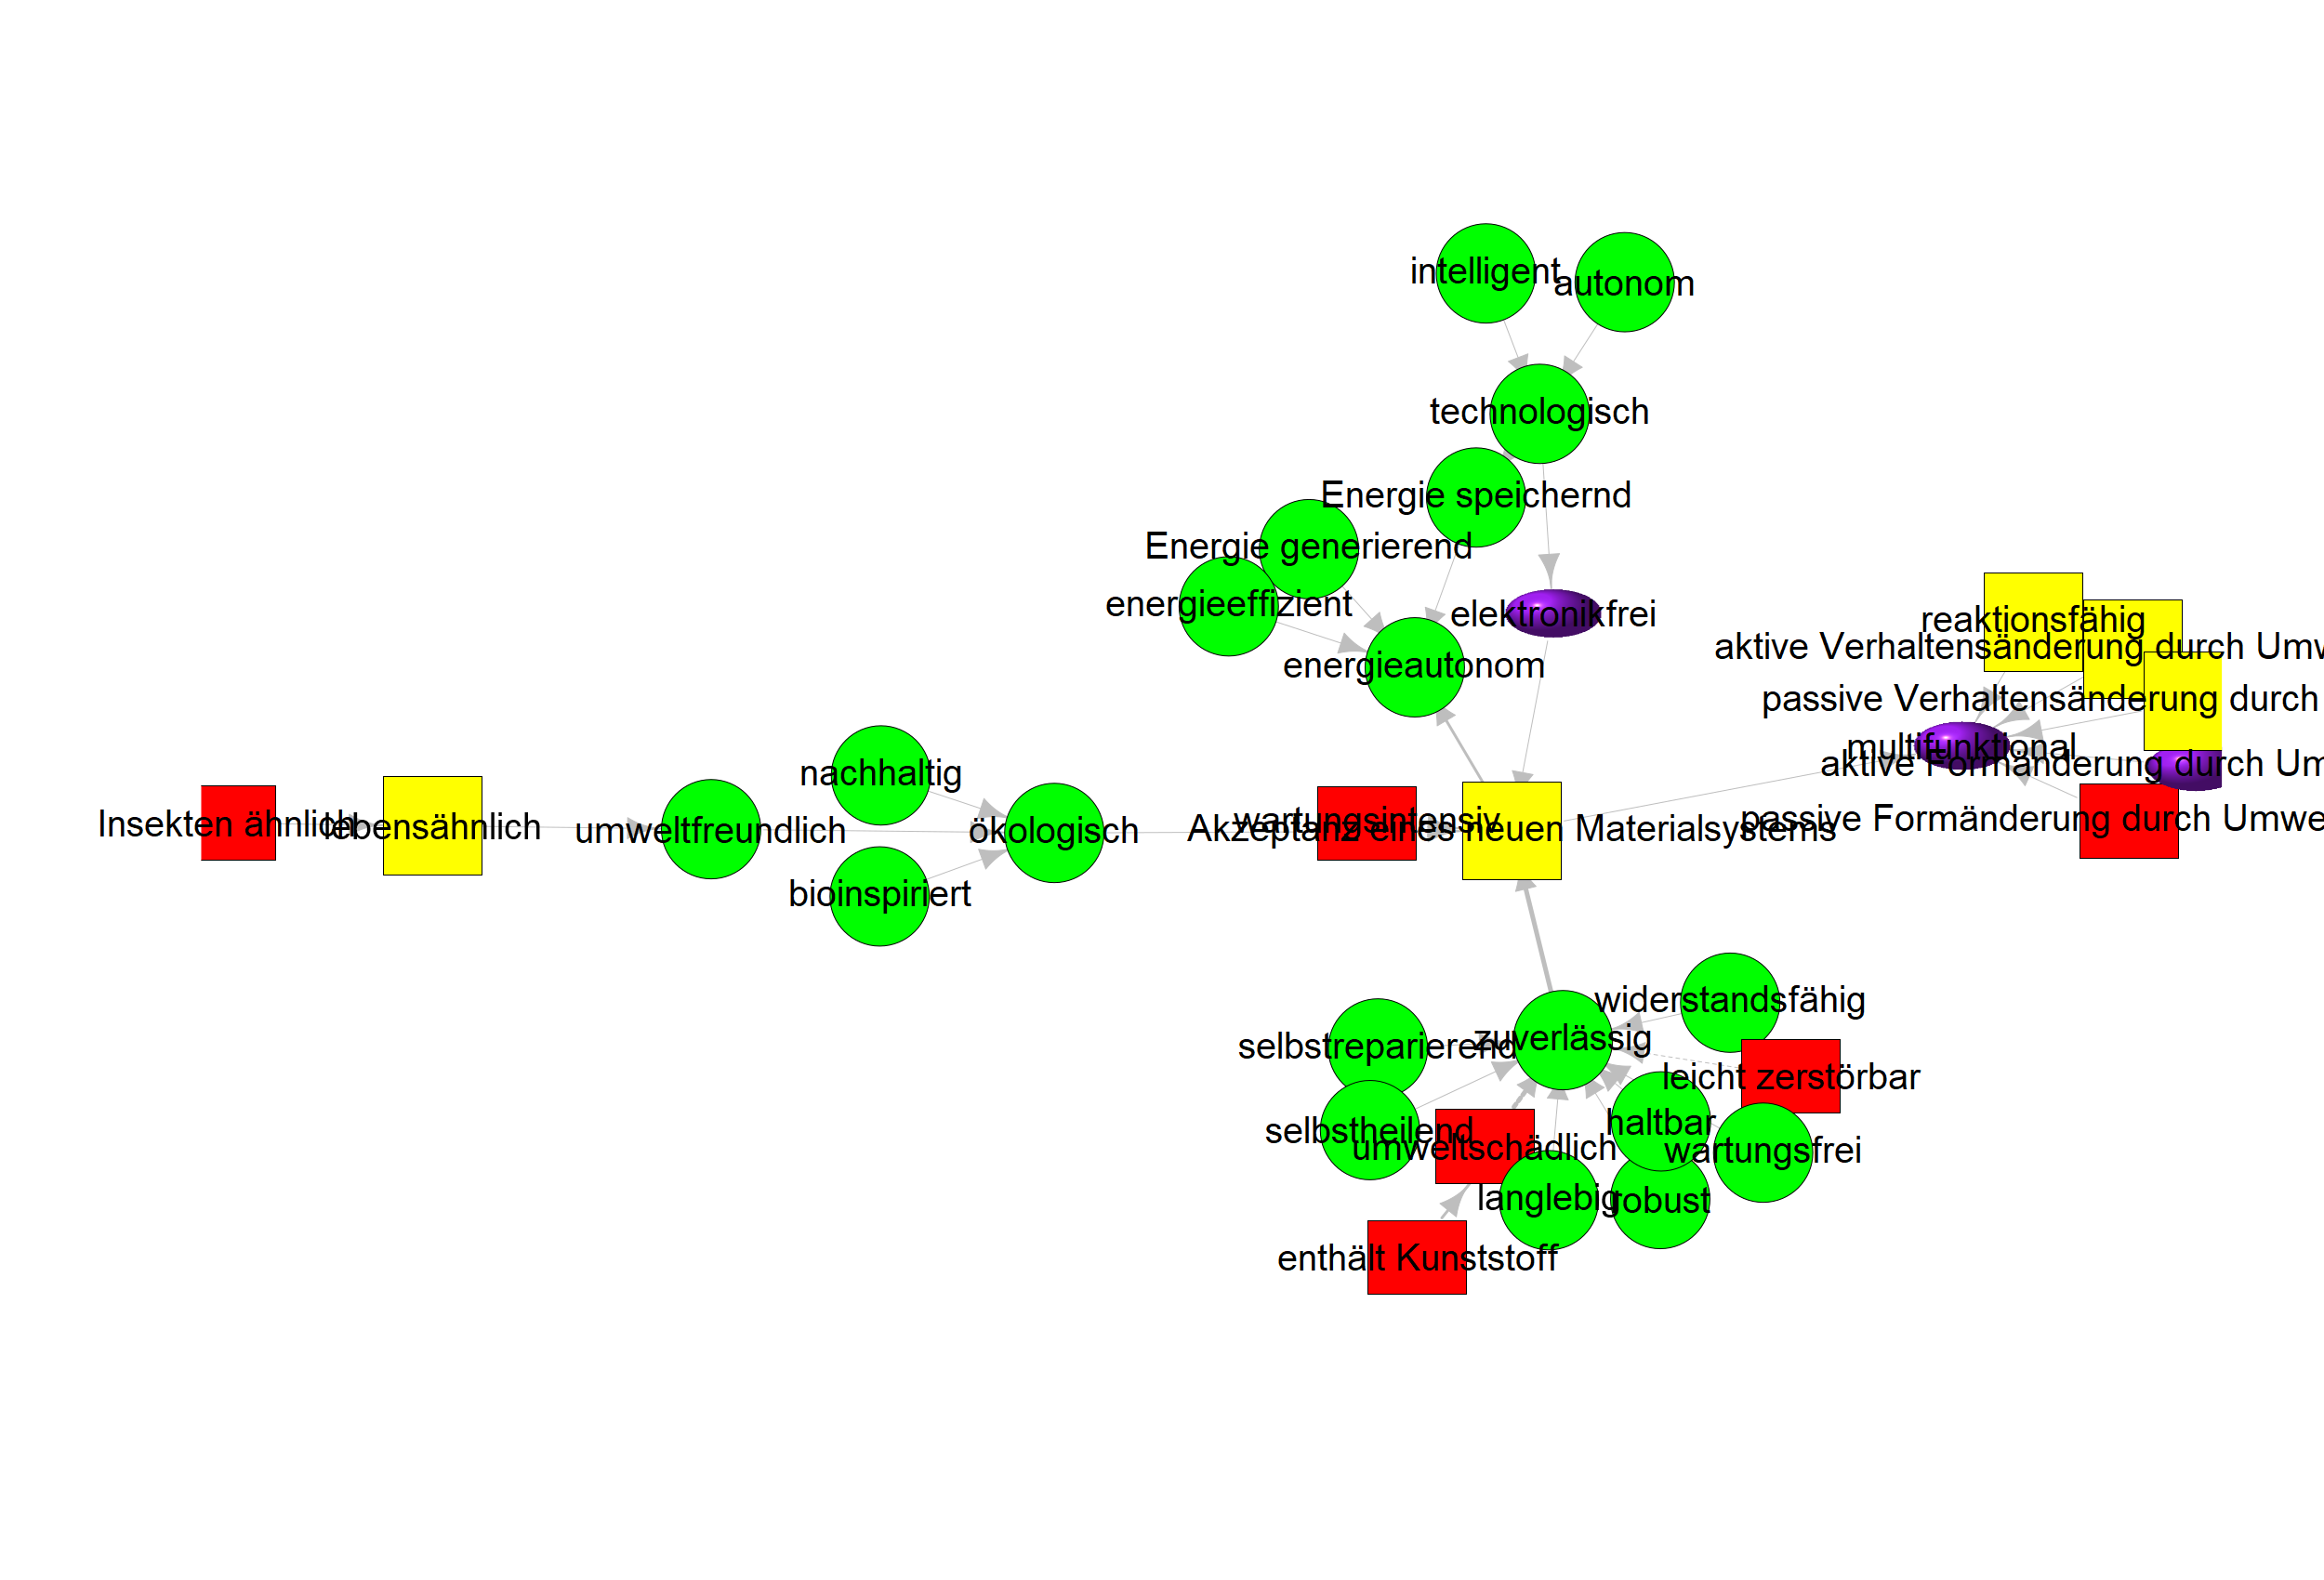 intelligent
autonom
technologisch
Energie speichernd
Energie generierend
energieeffizient
elektronikfrei
reaktionsfähig
aktive Verhaltensänderung durch Umw
energieautonom
passive Verhaltensänderung durch
multifunktional
aktive Formänderung durch Um
nachhaltig
Insekten ähnlich
lebensähnlich
umweltfreundlich
ökologisch
wartungsintensiv
Akzeptanz eines neuen Materialsystems
passive Formänderung durch Umwe
bioinspiriert
widerstandsfähig
selbstreparierend
zuverlässig
leicht zerstörbar
selbstheilend
haltbar
umweltschädlich
wartungsfrei
langlebig
robust
enthält Kunststoff